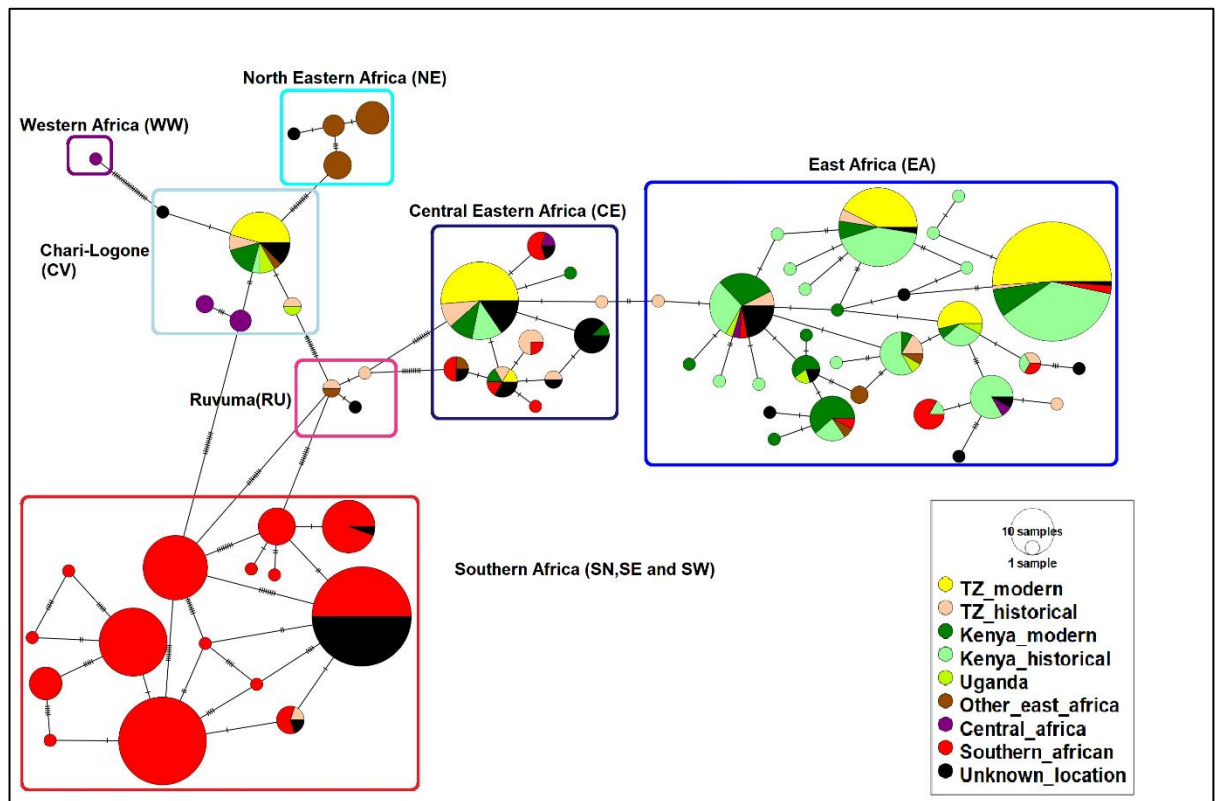 North Eastern Africa (NE)
Western Africa (WW)
East Africa (EA)
Central Eastern Africa (CE)
Chari-Logone
(CV)
Ruvuma(RU)
Southern Africa (SN,SE and SW)
10 samples
1 sample
TZ_modern
TZ_historical
Kenya_modern
Kenya_historical
Uganda
Other_east_africa
Central_africa
Southern_african
Unknown_location